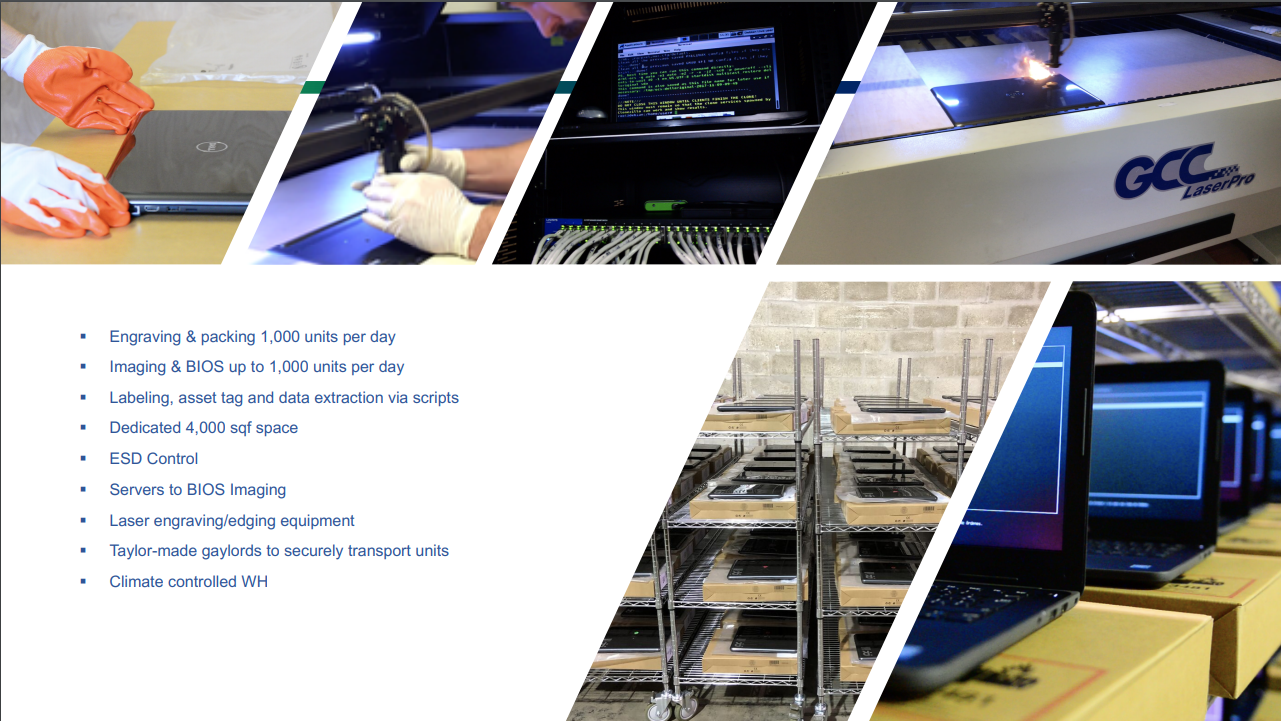 GCC
LaserPro
▪ Engraving & packing 1,000 units per day
▪ Imaging & BIOS up to 1,000 units per day
▪ Labeling, asset tag and data extraction via scripts
▪ Dedicated 4,000 sqf space
▪ ESD Control
▪ Servers to BIOS Imaging
▪ Laser engraving/edging equipment
▪ Taylor-made gaylords to securely transport units
▪ Climate controlled WH